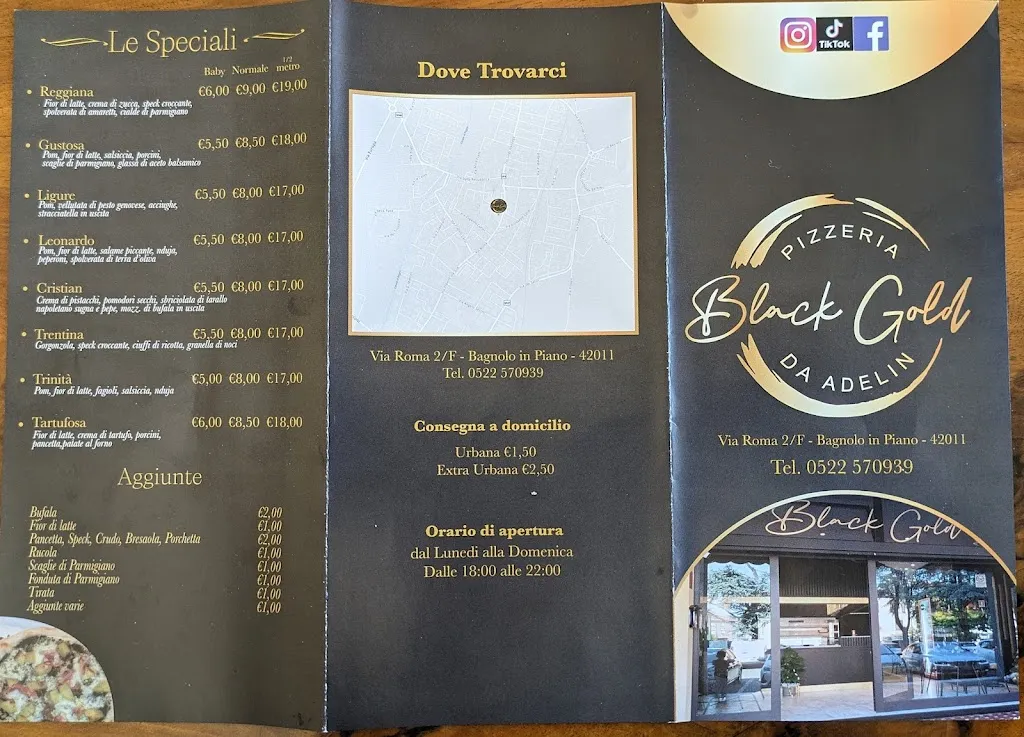 Le Speciali
Baby Normale 1/2 metro
Reggiana €6,00 €9,00 €19,00
Fior di latte, crema di zucca, speck croccante,
spolverata di amaretti, cialde di parmigiano
Gustosa €5,50 €8,50 €18,00
Pom, fior di latte, salsiccia, porcini,
scaglie di parmigiano, glassa di aceto balsamico
Ligure €5,50 €8,00 €17,00
Pom, vellutata di pesto genovese, acciughe,
stracciatella in uscita
Leonardo €5,50 €8,00 €17,00
Pom, fior di latte, salame piccante, nduja,
peperoni, spolverata di terra d'oliva
Cristian €5,50 €8,00 €17,00
Crema di pistacchi, pomodori secchi, sbriciolata di tarallo
napoletano sugna e pepe, mozz. di bufala in uscita
Trentina €5,50 €8,00 €17,00
Gorgonzola, speck croccante, ciuffi di ricotta, granella di noci
Trinità €5,00 €8,00 €17,00
Pom, fior di latte, fagioli, salsiccia, nduja
Tartufosa €6,00 €8,50 €18,00
Fior di latte, crema di tartufo, porcini,
pancetta,patate al forno
Aggiunte
Bufala €2,00
Fior di latte €1,00
Pancetta, Speck, Crudo, Bresaola, Porchetta €2,00
Rucola €1,00
Scaglie di Parmigiano €1,00
Fonduta di Parmigiano €1,00
Tirata €1,00
Aggiunte varie €1,00
Dove Trovarci
Via Roma 2/F - Bagnolo in Piano - 42011
Tel. 0522 570939
Consegna a domicilio
Urbana €1,50
Extra Urbana €2,50
Orario di apertura
dal Lunedì alla Domenica
Dalle 18:00 alle 22:00
TikTok
PIZZERIA
Black Gold
DA ADELIN
Via Roma 2/F - Bagnolo in Piano - 42011
Tel. 0522 570939
Black Gold